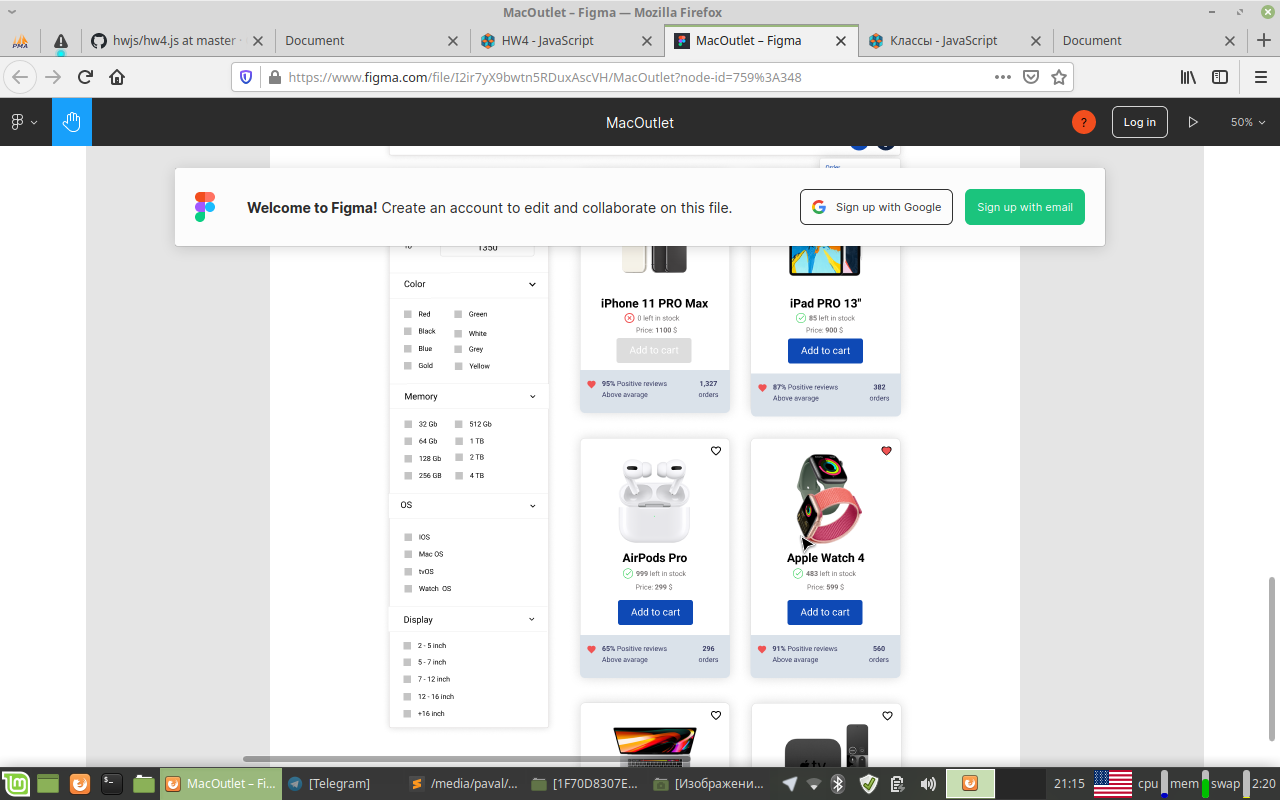 MacOutlet – Figma — Mozilla Firefox
PMA
hwjs/hw4.js at master
Document
HW4 - JavaScript
MacOutlet – Figma
Классы - JavaScript
Document
https://www.figma.com/file/I2ir7yX9bwtn5RDuxAscVH/MacOutlet?node-id=759%3A348
MacOutlet
?
Log in
50%
Order
Welcome to Figma! Create an account to edit and collaborate on this file.
Sign up with Google
Sign up with email
1350
Color
Red
Green
Black
White
Blue
Grey
Gold
Yellow
Memory
32 Gb
512 Gb
64 Gb
1 TB
128 Gb
2 TB
256 GB
4 TB
OS
IOS
Mac OS
tvOS
Watch OS
Display
2 - 5 inch
5 - 7 inch
7 - 12 inch
12 - 16 inch
+16 inch
iPhone 11 PRO Max
0 left in stock
Price: 1100 $
Add to cart
95% Positive reviews
Above avarage
1,327
orders
iPad PRO 13"
85 left in stock
Price: 900 $
Add to cart
87% Positive reviews
Above avarage
382
orders
AirPods Pro
999 left in stock
Price: 299 $
Add to cart
65% Positive reviews
Above avarage
296
orders
Apple Watch 4
483 left in stock
Price: 599 $
Add to cart
91% Positive reviews
Above avarage
560
orders
MacOutlet – Fi...
[Telegram]
/media/paval/...
[1F70D8307E...
[Изображени...
21:15
cpu
mem
swap
2:20